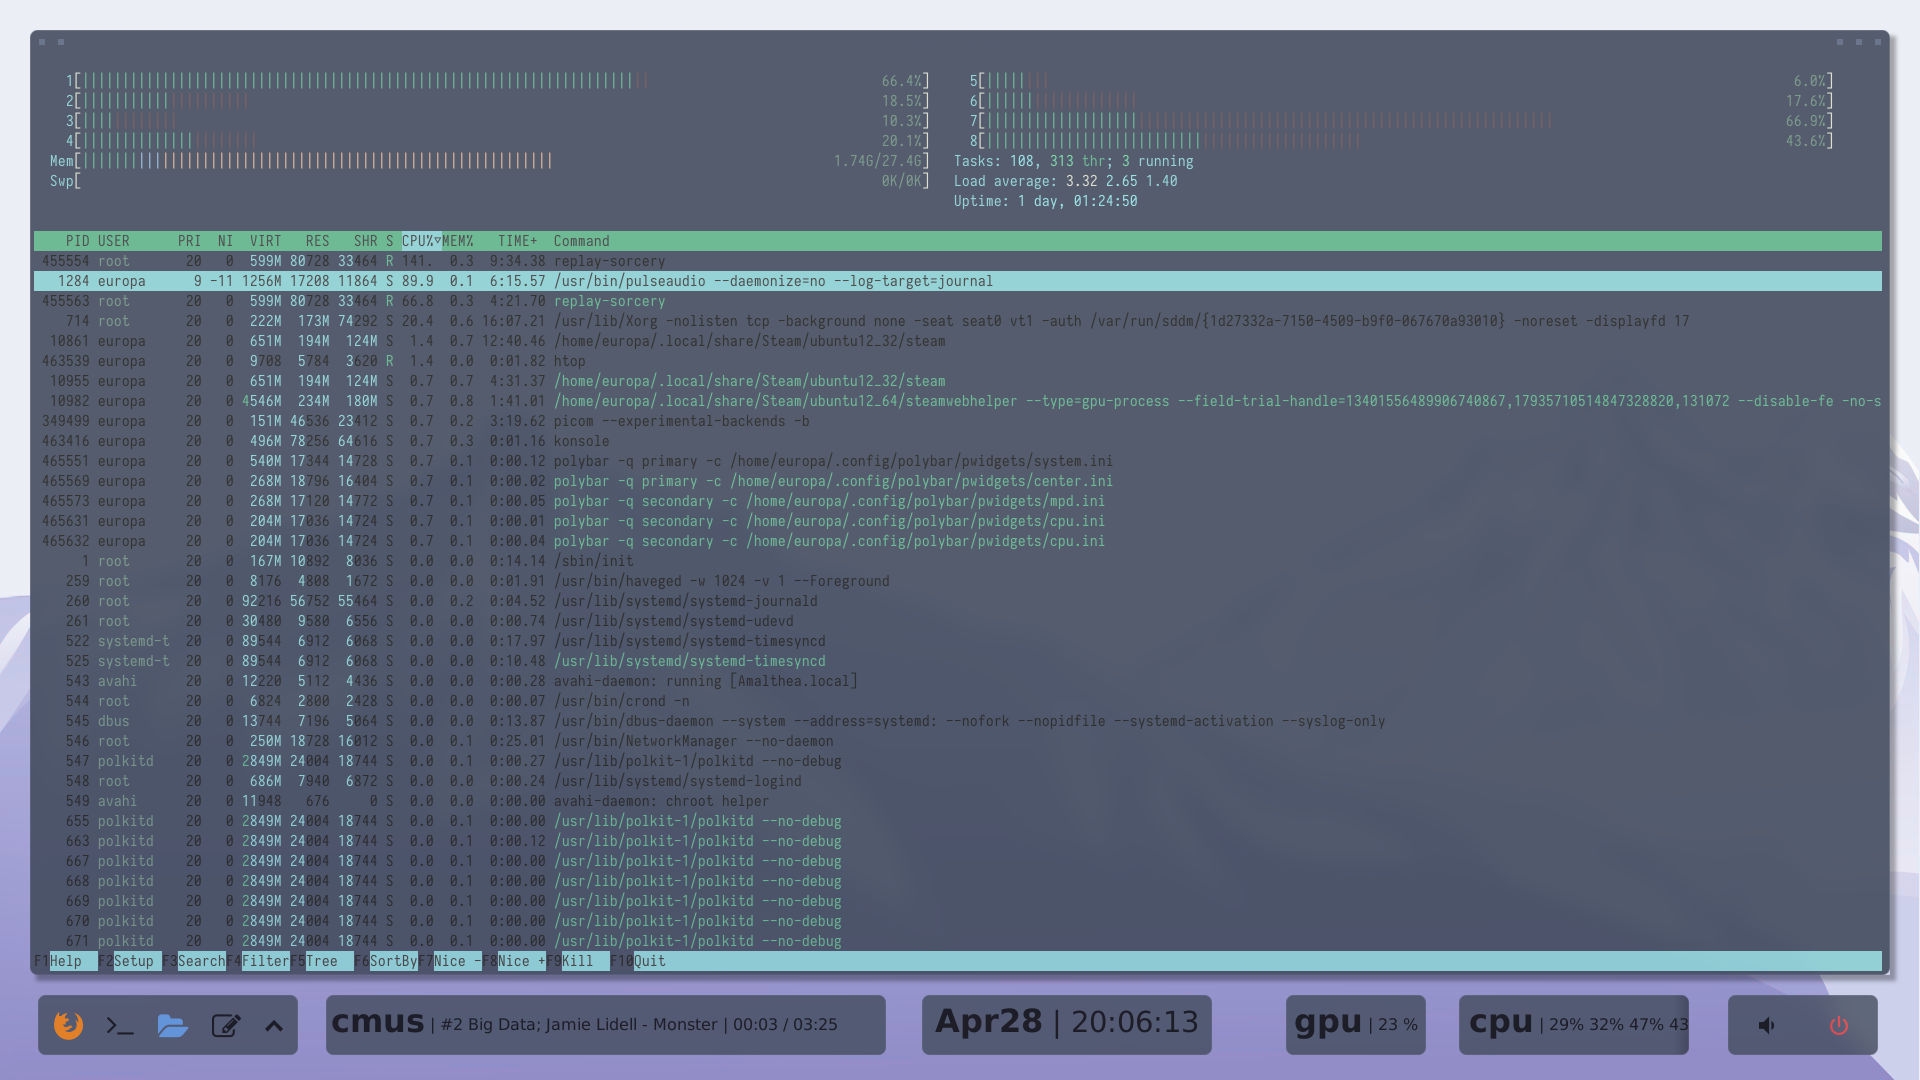 1[ 66.4%] 5[ 6.0%]
2[ 18.5%] 6[ 17.6%]
3[ 10.3%] 7[ 66.9%]
4[ 20.1%] 8[ 43.6%]
Mem[ 1.74G/27.4G] Tasks: 108, 313 thr; 3 running
Swp[ 0K/0K] Load average: 3.32 2.65 1.40
Uptime: 1 day, 01:24:50
PID USER PRI NI VIRT RES SHR S CPU%▽MEM% TIME+ Command
455554 root 20 0 599M 80728 33464 R 141. 0.3 9:34.38 replay-sorcery
1284 europa 9 -11 1256M 17208 11864 S 89.9 0.1 6:15.57 /usr/bin/pulseaudio --daemonize=no --log-target=journal
455563 root 20 0 599M 80728 33464 R 66.8 0.3 4:21.70 replay-sorcery
714 root 20 0 222M 173M 74292 S 20.4 0.6 16:07.21 /usr/lib/Xorg -nolisten tcp -background none -seat seat0 vt1 -auth /var/run/sddm/{1d27332a-7150-4509-b9f0-067670a93010} -noreset -displayfd 17
10861 europa 20 0 651M 194M 124M S 1.4 0.7 12:40.46 /home/europa/.local/share/Steam/ubuntu12_32/steam
463539 europa 20 0 9708 5784 3620 R 1.4 0.0 0:01.82 htop
10955 europa 20 0 651M 194M 124M S 0.7 0.7 4:31.37 /home/europa/.local/share/Steam/ubuntu12_32/steam
10982 europa 20 0 4546M 234M 180M S 0.7 0.8 1:41.01 /home/europa/.local/share/Steam/ubuntu12_64/steamwebhelper --type=gpu-process --field-trial-handle=13401556489906740867,17935710514847328820,131072 --disable-fe -no-s
349499 europa 20 0 151M 46536 23412 S 0.7 0.2 3:19.62 picom --experimental-backends -b
463416 europa 20 0 496M 78256 64616 S 0.7 0.3 0:01.16 konsole
465551 europa 20 0 540M 17344 14728 S 0.7 0.1 0:00.12 polybar -q primary -c /home/europa/.config/polybar/pwidgets/system.ini
465569 europa 20 0 268M 18796 16404 S 0.7 0.1 0:00.02 polybar -q primary -c /home/europa/.config/polybar/pwidgets/center.ini
465573 europa 20 0 268M 17120 14772 S 0.7 0.1 0:00.05 polybar -q secondary -c /home/europa/.config/polybar/pwidgets/mpd.ini
465631 europa 20 0 204M 17036 14724 S 0.7 0.1 0:00.01 polybar -q secondary -c /home/europa/.config/polybar/pwidgets/cpu.ini
465632 europa 20 0 204M 17036 14724 S 0.7 0.1 0:00.04 polybar -q secondary -c /home/europa/.config/polybar/pwidgets/cpu.ini
1 root 20 0 167M 10892 8036 S 0.0 0.0 0:14.14 /sbin/init
259 root 20 0 8176 4808 1672 S 0.0 0.0 0:01.91 /usr/bin/haveged -w 1024 -v 1 --Foreground
260 root 20 0 92216 56752 55464 S 0.0 0.2 0:04.52 /usr/lib/systemd/systemd-journald
261 root 20 0 30480 9580 6556 S 0.0 0.0 0:00.74 /usr/lib/systemd/systemd-udevd
522 systemd-t 20 0 89544 6912 6068 S 0.0 0.0 0:17.97 /usr/lib/systemd/systemd-timesyncd
525 systemd-t 20 0 89544 6912 6068 S 0.0 0.0 0:10.48 /usr/lib/systemd/systemd-timesyncd
543 avahi 20 0 12220 5112 4436 S 0.0 0.0 0:00.28 avahi-daemon: running [Amalthea.local]
544 root 20 0 6824 2800 2428 S 0.0 0.0 0:00.07 /usr/bin/crond -n
545 dbus 20 0 13744 7196 5064 S 0.0 0.0 0:13.87 /usr/bin/dbus-daemon --system --address=systemd: --nofork --nopidfile --systemd-activation --syslog-only
546 root 20 0 250M 18728 16012 S 0.0 0.1 0:25.01 /usr/bin/NetworkManager --no-daemon
547 polkitd 20 0 2849M 24004 18744 S 0.0 0.1 0:00.27 /usr/lib/polkit-1/polkitd --no-debug
548 root 20 0 686M 7940 6872 S 0.0 0.0 0:00.24 /usr/lib/systemd/systemd-logind
549 avahi 20 0 11948 676 0 S 0.0 0.0 0:00.00 avahi-daemon: chroot helper
655 polkitd 20 0 2849M 24004 18744 S 0.0 0.1 0:00.00 /usr/lib/polkit-1/polkitd --no-debug
663 polkitd 20 0 2849M 24004 18744 S 0.0 0.1 0:00.12 /usr/lib/polkit-1/polkitd --no-debug
667 polkitd 20 0 2849M 24004 18744 S 0.0 0.1 0:00.00 /usr/lib/polkit-1/polkitd --no-debug
668 polkitd 20 0 2849M 24004 18744 S 0.0 0.1 0:00.00 /usr/lib/polkit-1/polkitd --no-debug
669 polkitd 20 0 2849M 24004 18744 S 0.0 0.1 0:00.00 /usr/lib/polkit-1/polkitd --no-debug
670 polkitd 20 0 2849M 24004 18744 S 0.0 0.1 0:00.00 /usr/lib/polkit-1/polkitd --no-debug
671 polkitd 20 0 2849M 24004 18744 S 0.0 0.1 0:00.00 /usr/lib/polkit-1/polkitd --no-debug
F1Help F2Setup F3SearchF4FilterF5Tree F6SortByF7Nice -F8Nice +F9Kill F10Quit
cmus | #2 Big Data; Jamie Lidell - Monster | 00:03 / 03:25 Apr28 | 20:06:13 gpu | 23 % cpu | 29% 32% 47% 43